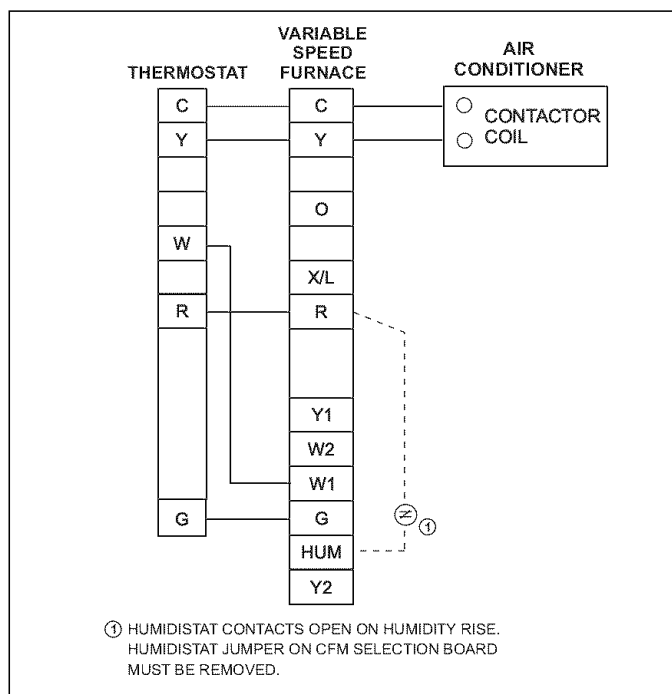 THERMOSTAT
VARIABLE
SPEED
FURNACE
AIR
CONDITIONER
C
Y
W
R
G
C
Y
O
X/L
R
Y1
W2
W1
G
HUM
Y2
CONTACTOR
COIL
①
① HUMIDISTAT CONTACTS OPEN ON HUMIDITY RISE.
HUMIDISTAT JUMPER ON CFM SELECTION BOARD
MUST BE REMOVED.